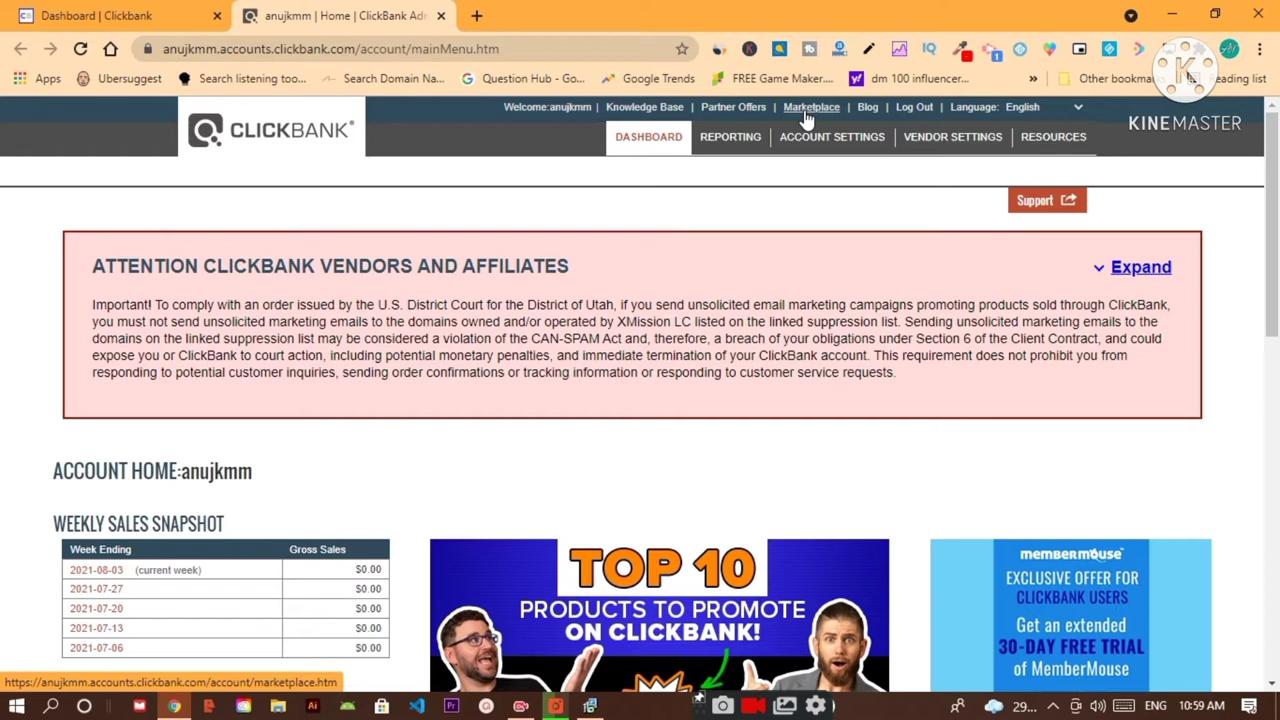 Dashboard | Clickbank
anujkmm | Home | ClickBank Adm
anujkmm.accounts.clickbank.com/account/mainMenu.htm
Apps
Ubersuggest
Search listening too...
Search Domain Na...
Question Hub - Go...
Google Trends
FREE Game Maker....
dm 100 influencer...
»
Other bookmarks
Reading list
KINEMASTER
Welcome:anujkmm | Knowledge Base | Partner Offers | Marketplace | Blog | Log Out | Language: English
CLICKBANK®
DASHBOARD
REPORTING
ACCOUNT SETTINGS
VENDOR SETTINGS
RESOURCES
Support
ATTENTION CLICKBANK VENDORS AND AFFILIATES
Expand
Important! To comply with an order issued by the U.S. District Court for the District of Utah, if you send unsolicited email marketing campaigns promoting products sold through ClickBank,
you must not send unsolicited marketing emails to the domains owned and/or operated by XMission LC listed on the linked suppression list. Sending unsolicited marketing emails to the
domains on the linked suppression list may be considered a violation of the CAN-SPAM Act and, therefore, a breach of your obligations under Section 6 of the Client Contract, and could
expose you or ClickBank to court action, including potential monetary penalties, and immediate termination of your ClickBank account. This requirement does not prohibit you from
responding to potential customer inquiries, sending order confirmations or tracking information or responding to customer service requests.
ACCOUNT HOME:anujkmm
WEEKLY SALES SNAPSHOT
Week Ending Gross Sales
2021-08-03 (current week) $0.00
2021-07-27 $0.00
2021-07-20 $0.00
2021-07-13 $0.00
2021-07-06 $0.00
TOP 10
PRODUCTS TO PROMOTE
ON CLICKBANK!
MEMBERMOUSE
EXCLUSIVE OFFER FOR
CLICKBANK USERS
Get an extended
30-DAY FREE TRIAL
of MemberMouse
https://anujkmm.accounts.clickbank.com/account/marketplace.htm
29...
10:59 AM